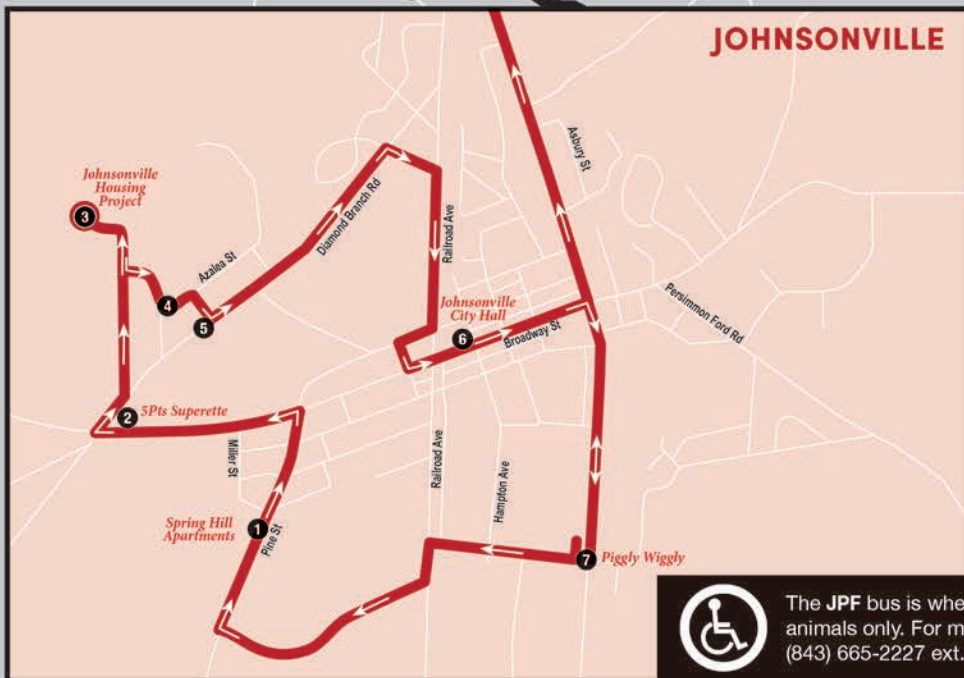 JOHNSONVILLE
Asbury St
Johnsonville
Housing
Project
3
Diamond Branch Rd
Railroad Ave
Azalea St
4
5
Johnsonville
City Hall
6
Broadway St
Persimmon Ford Rd
2
5Pts Superette
Miller St
Railroad Ave
Hampton Ave
Spring Hill
Apartments
1
Pine St
7
Piggly Wiggly
The JPF bus is whe
animals only. For m
(843) 665-2227 ext.